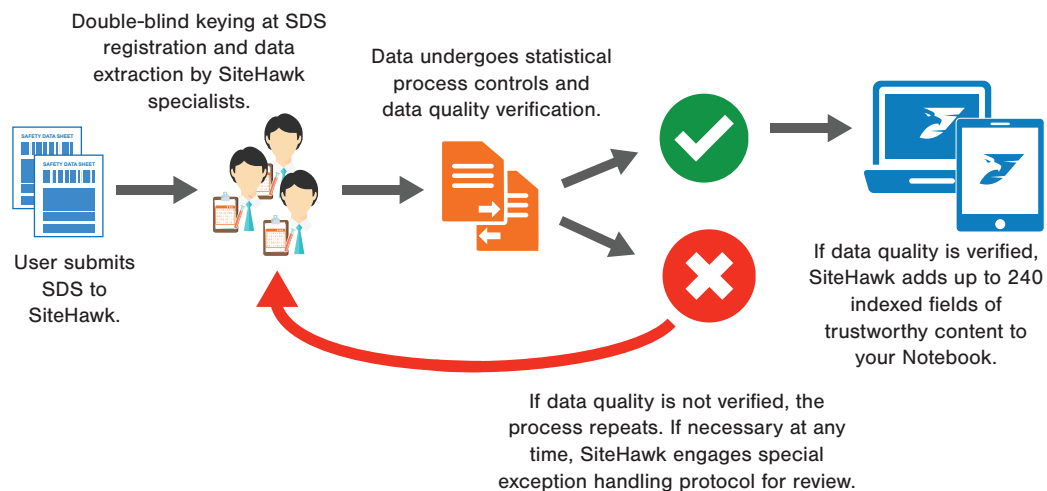 Double-blind keying at SDS
registration and data
extraction by SiteHawk
specialists.
Data undergoes statistical
process controls and
data quality verification.
SAFETY DATA SHEET
SAFETY DATA SHEET
User submits
SDS to
SiteHawk.
If data quality is verified,
SiteHawk adds up to 240
indexed fields of
trustworthy content to
your Notebook.
If data quality is not verified, the
process repeats. If necessary at any
time, SiteHawk engages special
exception handling protocol for review.